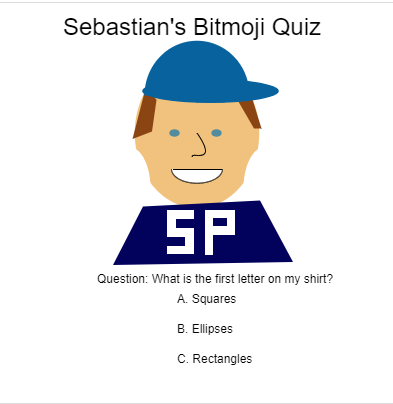 Sebastian's Bitmoji Quiz
SP
Question: What is the first letter on my shirt?
A. Squares
B. Ellipses
C. Rectangles